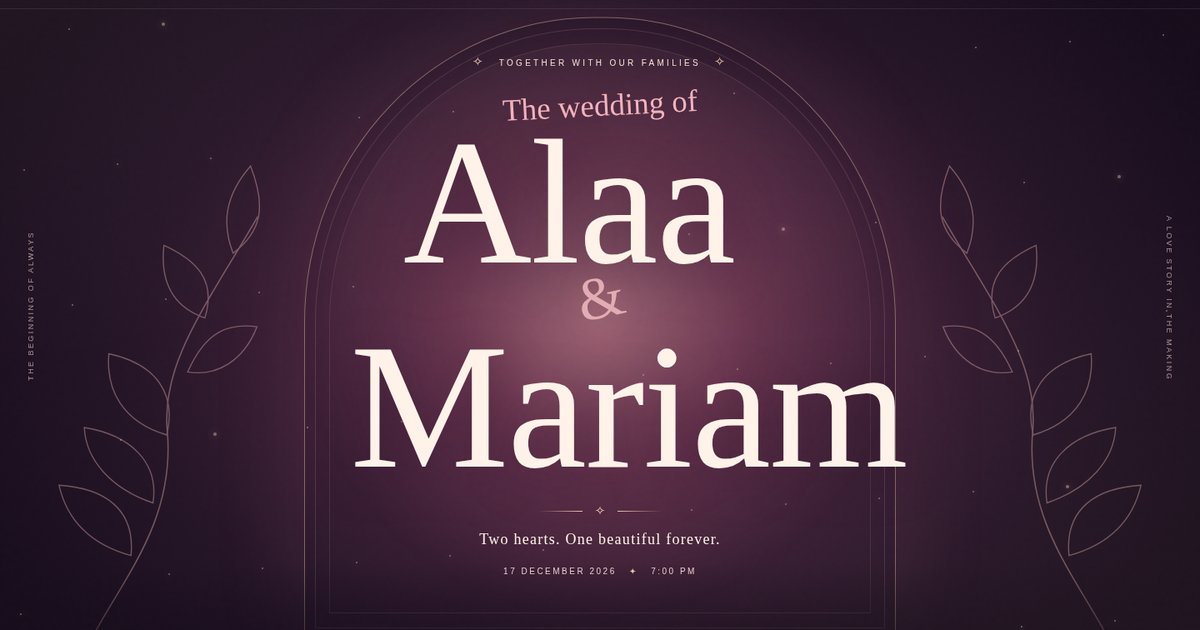 ✧ TOGETHER WITH OUR FAMILIES ✧
The wedding of
Alaa
&
Mariam
✧
Two hearts. One beautiful forever.
17 DECEMBER 2026 ✦ 7:00 PM
THE BEGINNING OF ALWAYS
A LOVE STORY IN THE MAKING